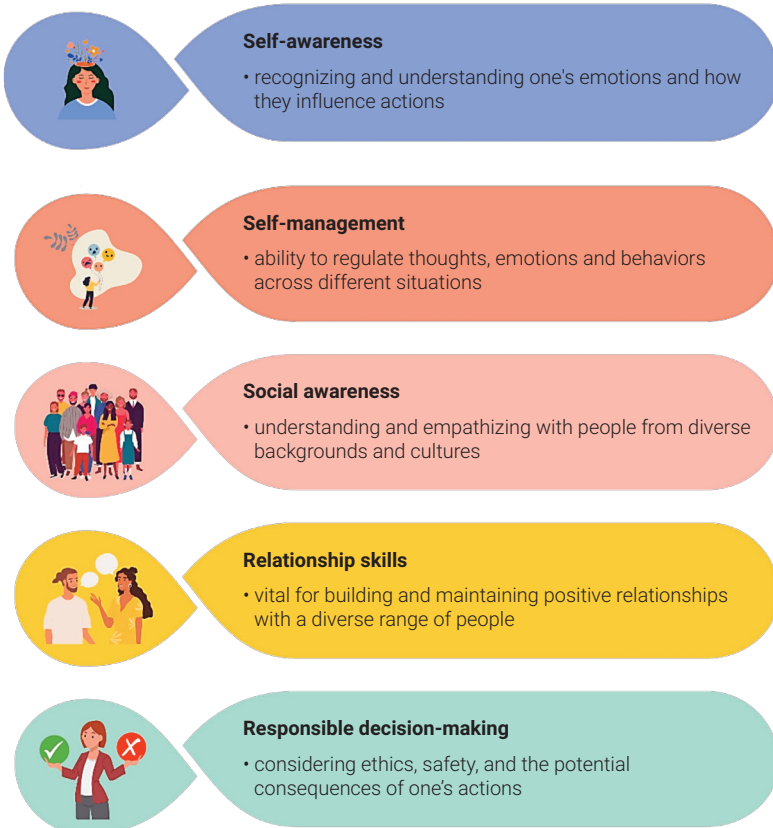 Self-awareness
• recognizing and understanding one's emotions and how
they influence actions
Self-management
• ability to regulate thoughts, emotions and behaviors
across different situations
Social awareness
• understanding and empathizing with people from diverse
backgrounds and cultures
Relationship skills
• vital for building and maintaining positive relationships
with a diverse range of people
Responsible decision-making
• considering ethics, safety, and the potential
consequences of one’s actions